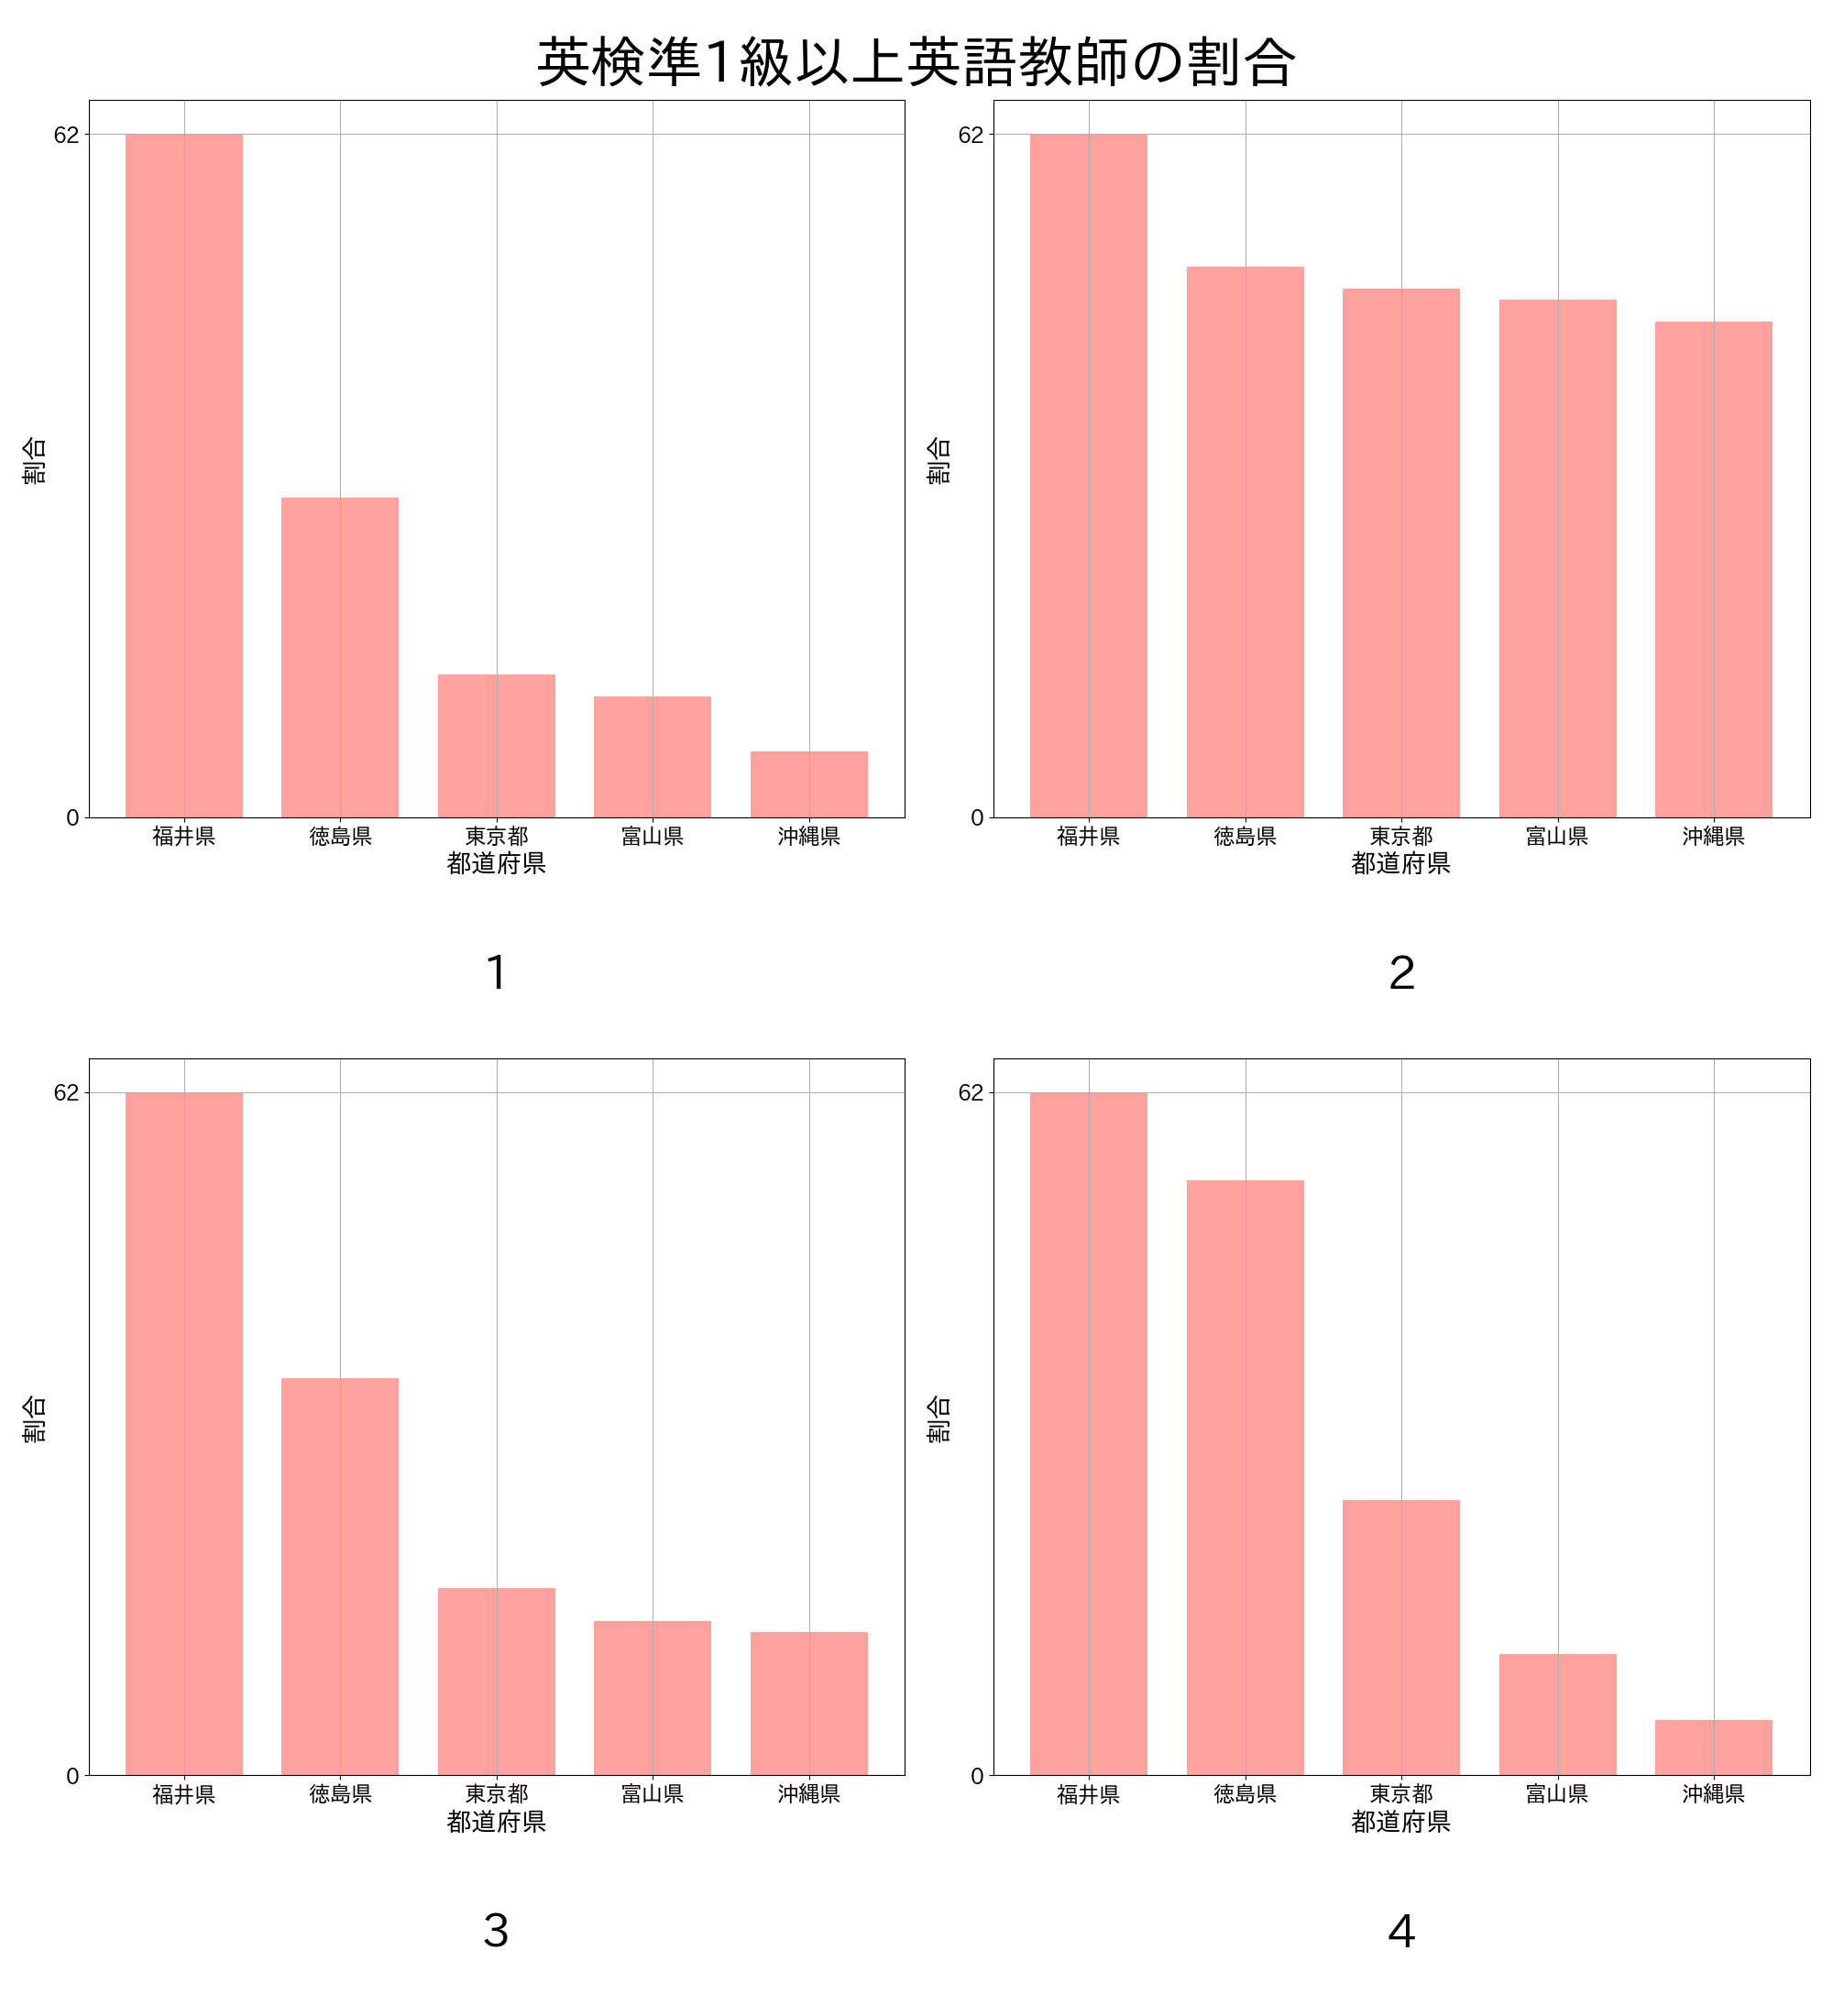 英検準1級以上英語教師の割合
62
0
割合
福井県 徳島県 東京都 富山県 沖縄県
都道府県
1
62
0
割合
福井県 徳島県 東京都 富山県 沖縄県
都道府県
2
62
0
割合
福井県 徳島県 東京都 富山県 沖縄県
都道府県
3
62
0
割合
福井県 徳島県 東京都 富山県 沖縄県
都道府県
4